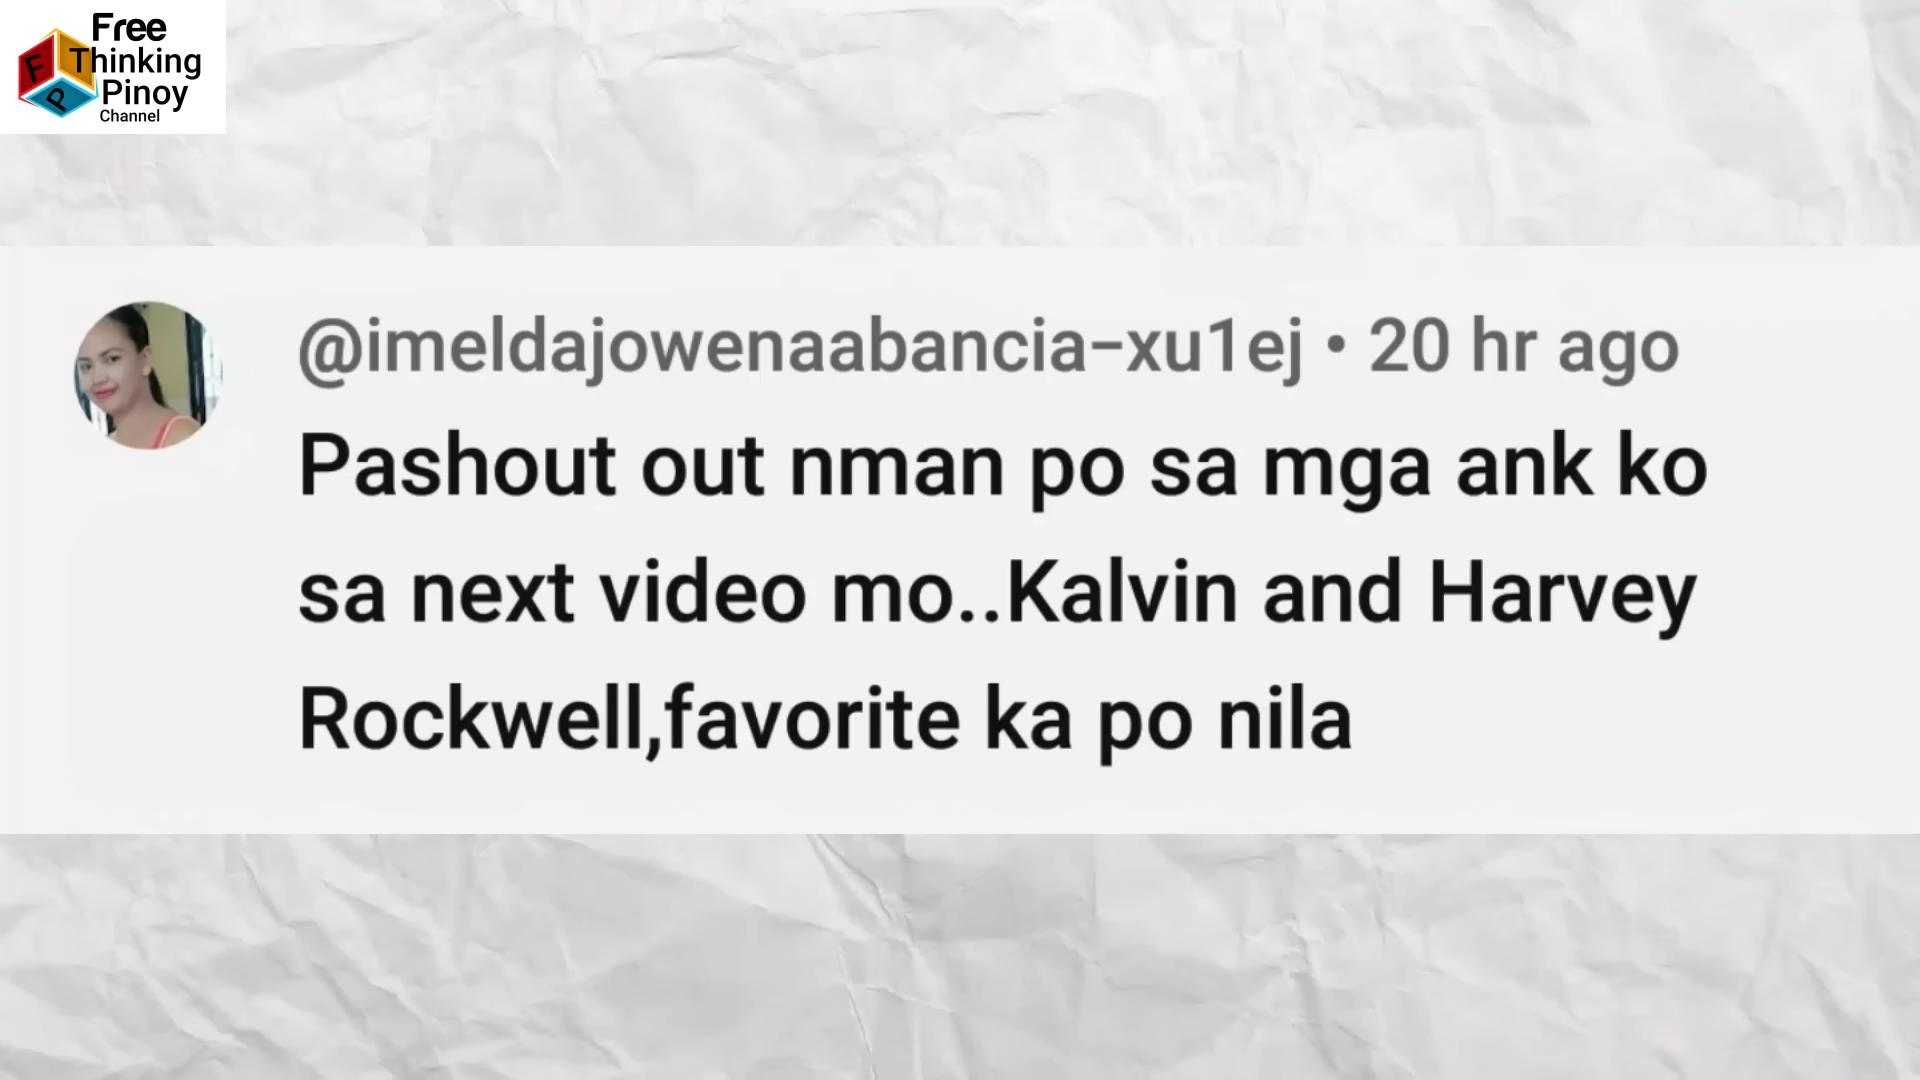 Free
Thinking
Pinoy
Channel
F
P
@imeldajowenaabancia-xu1ej • 20 hr ago
Pashout out nman po sa mga ank ko
sa next video mo..Kalvin and Harvey
Rockwell,favorite ka po nila